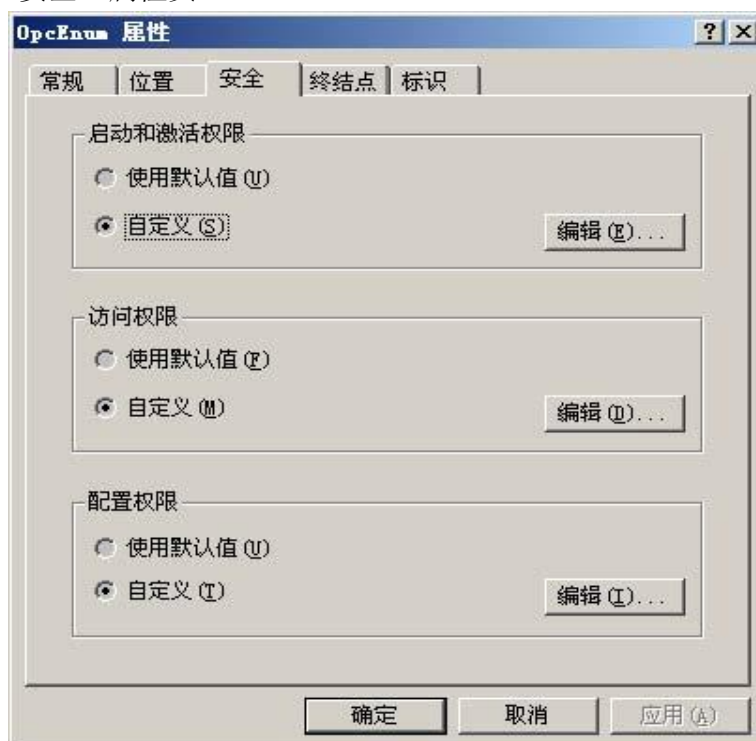 OpcEnum 属性
常规 位置 安全 终结点 标识
启动和激活权限
使用默认值(U)
自定义(S)
编辑(E)...
访问权限
使用默认值(F)
自定义(M)
编辑(D)...
配置权限
使用默认值(U)
自定义(T)
编辑(I)...
确定 取消 应用(A)